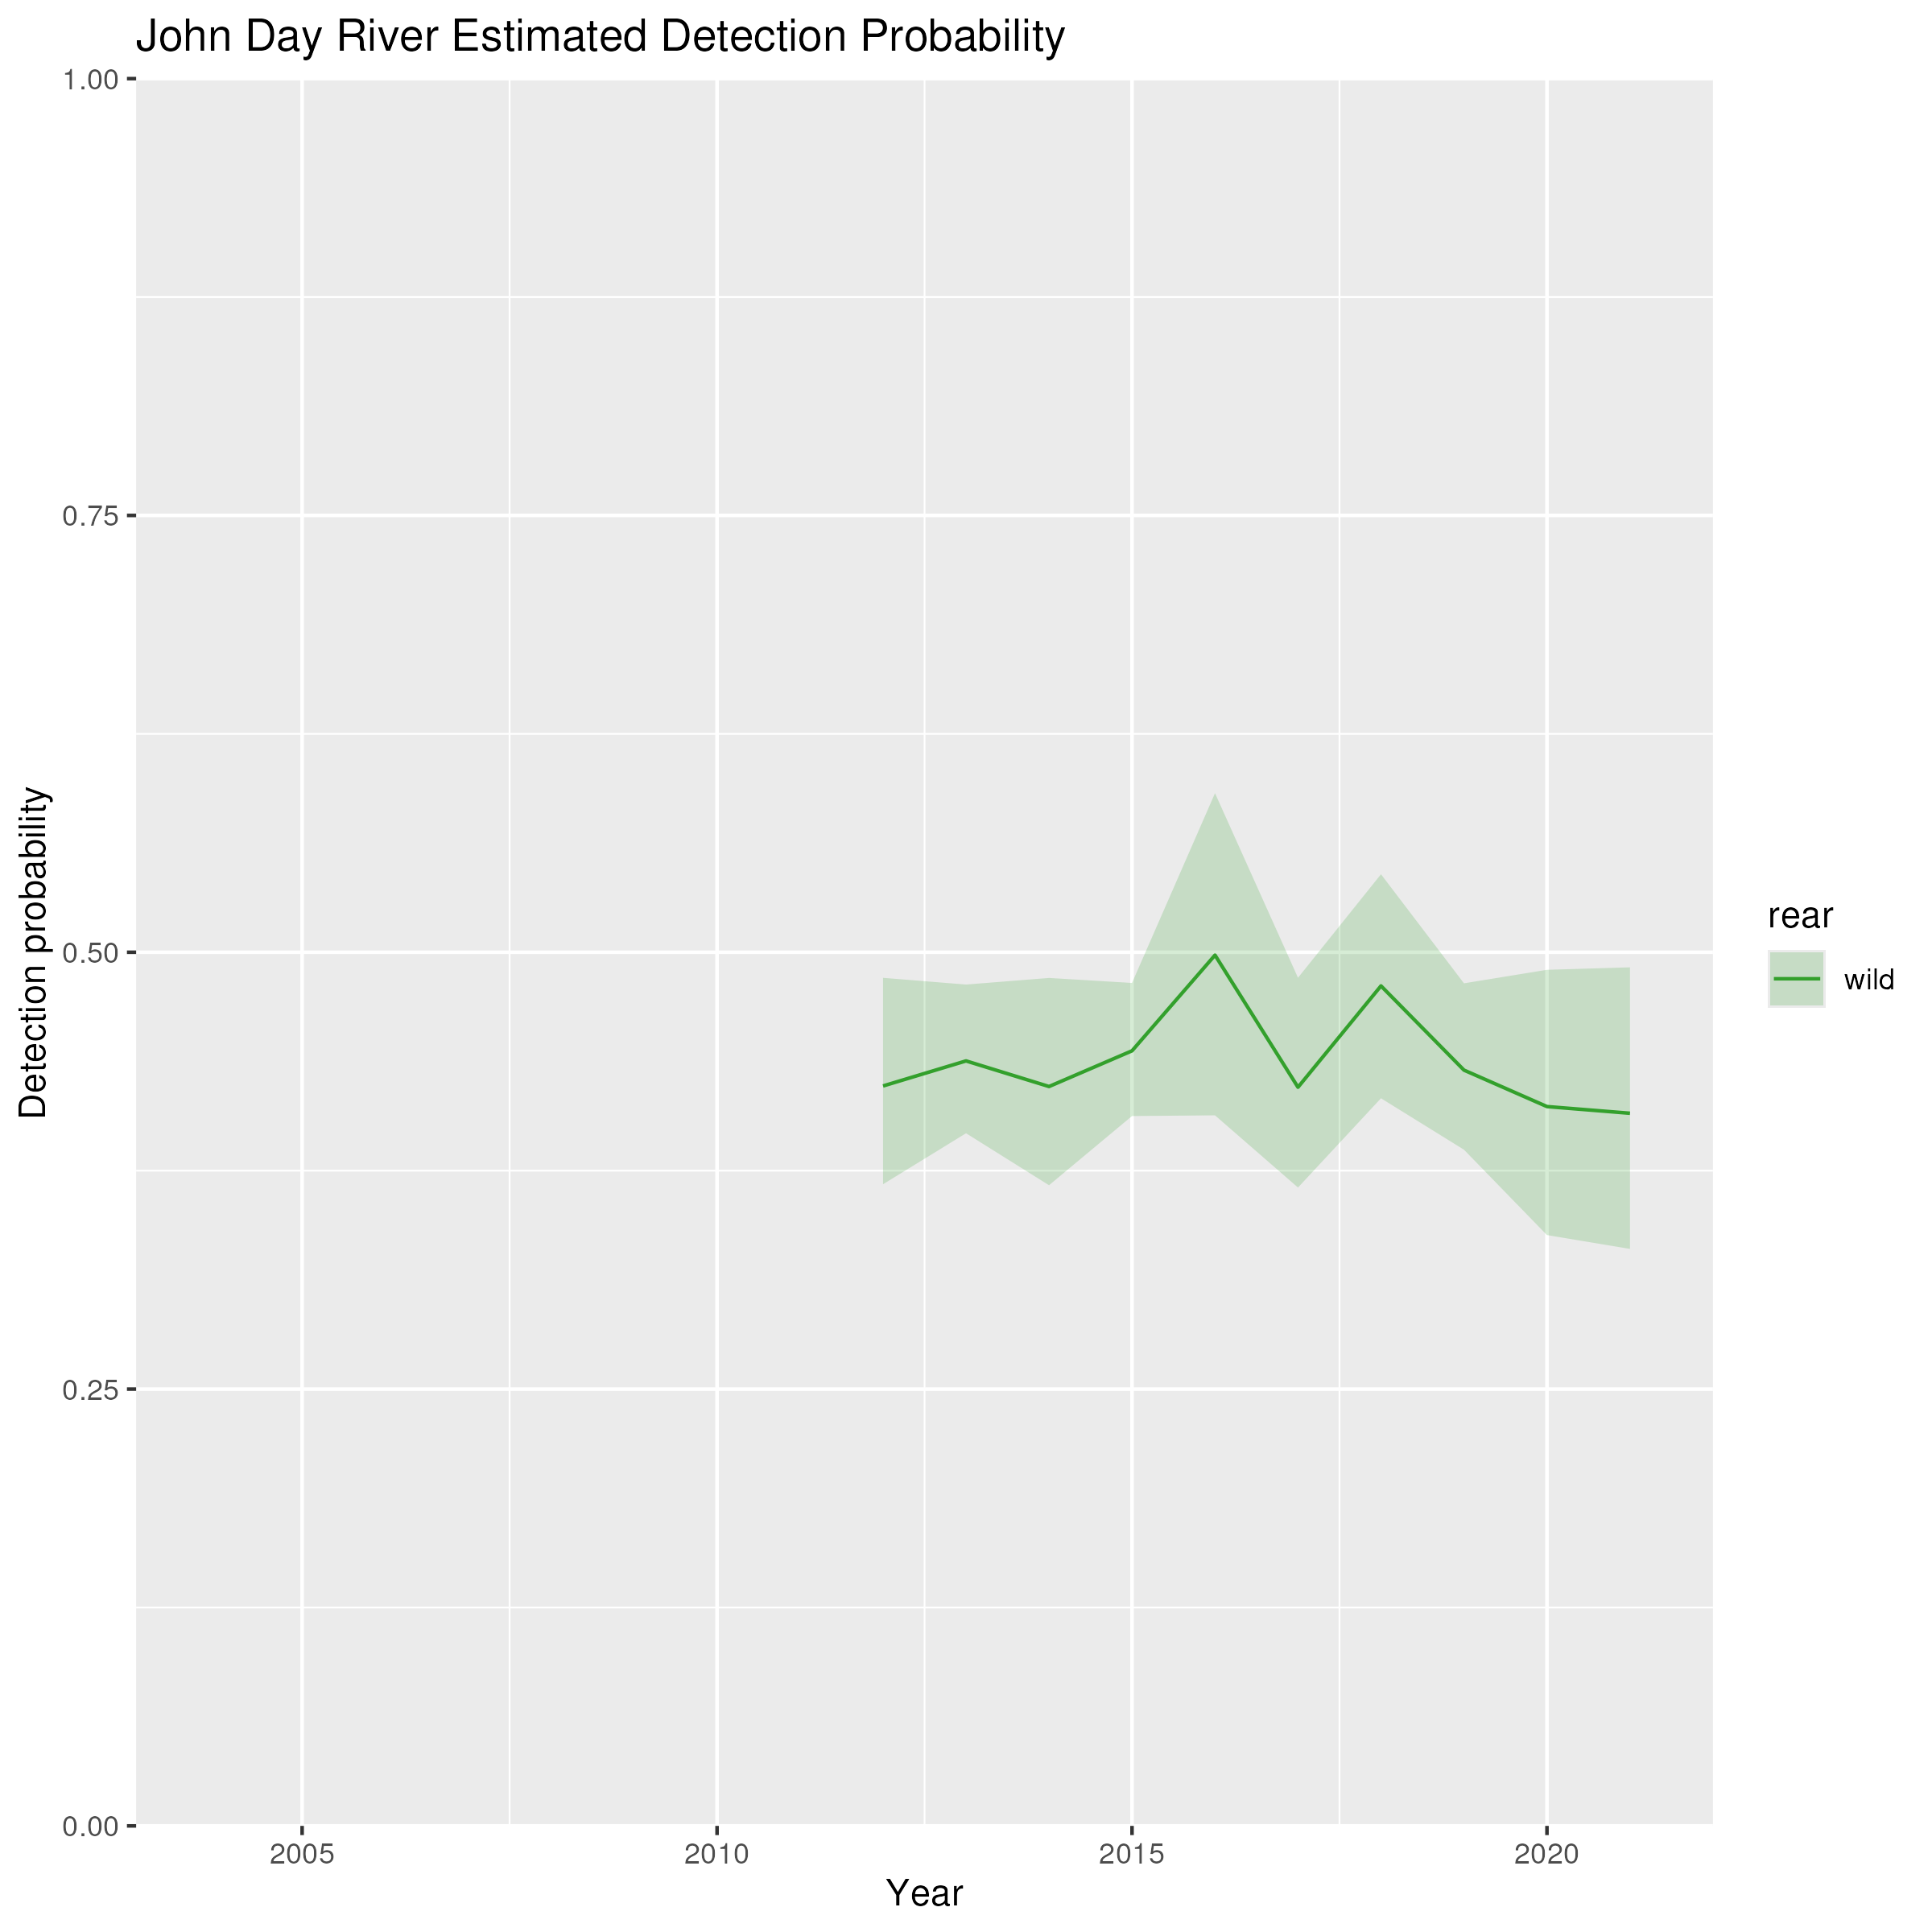 John Day River Estimated Detection Probability
1.00
0.75
0.50
0.25
0.00
Detection probability
2005
2010
2015
2020
Year
rear
wild